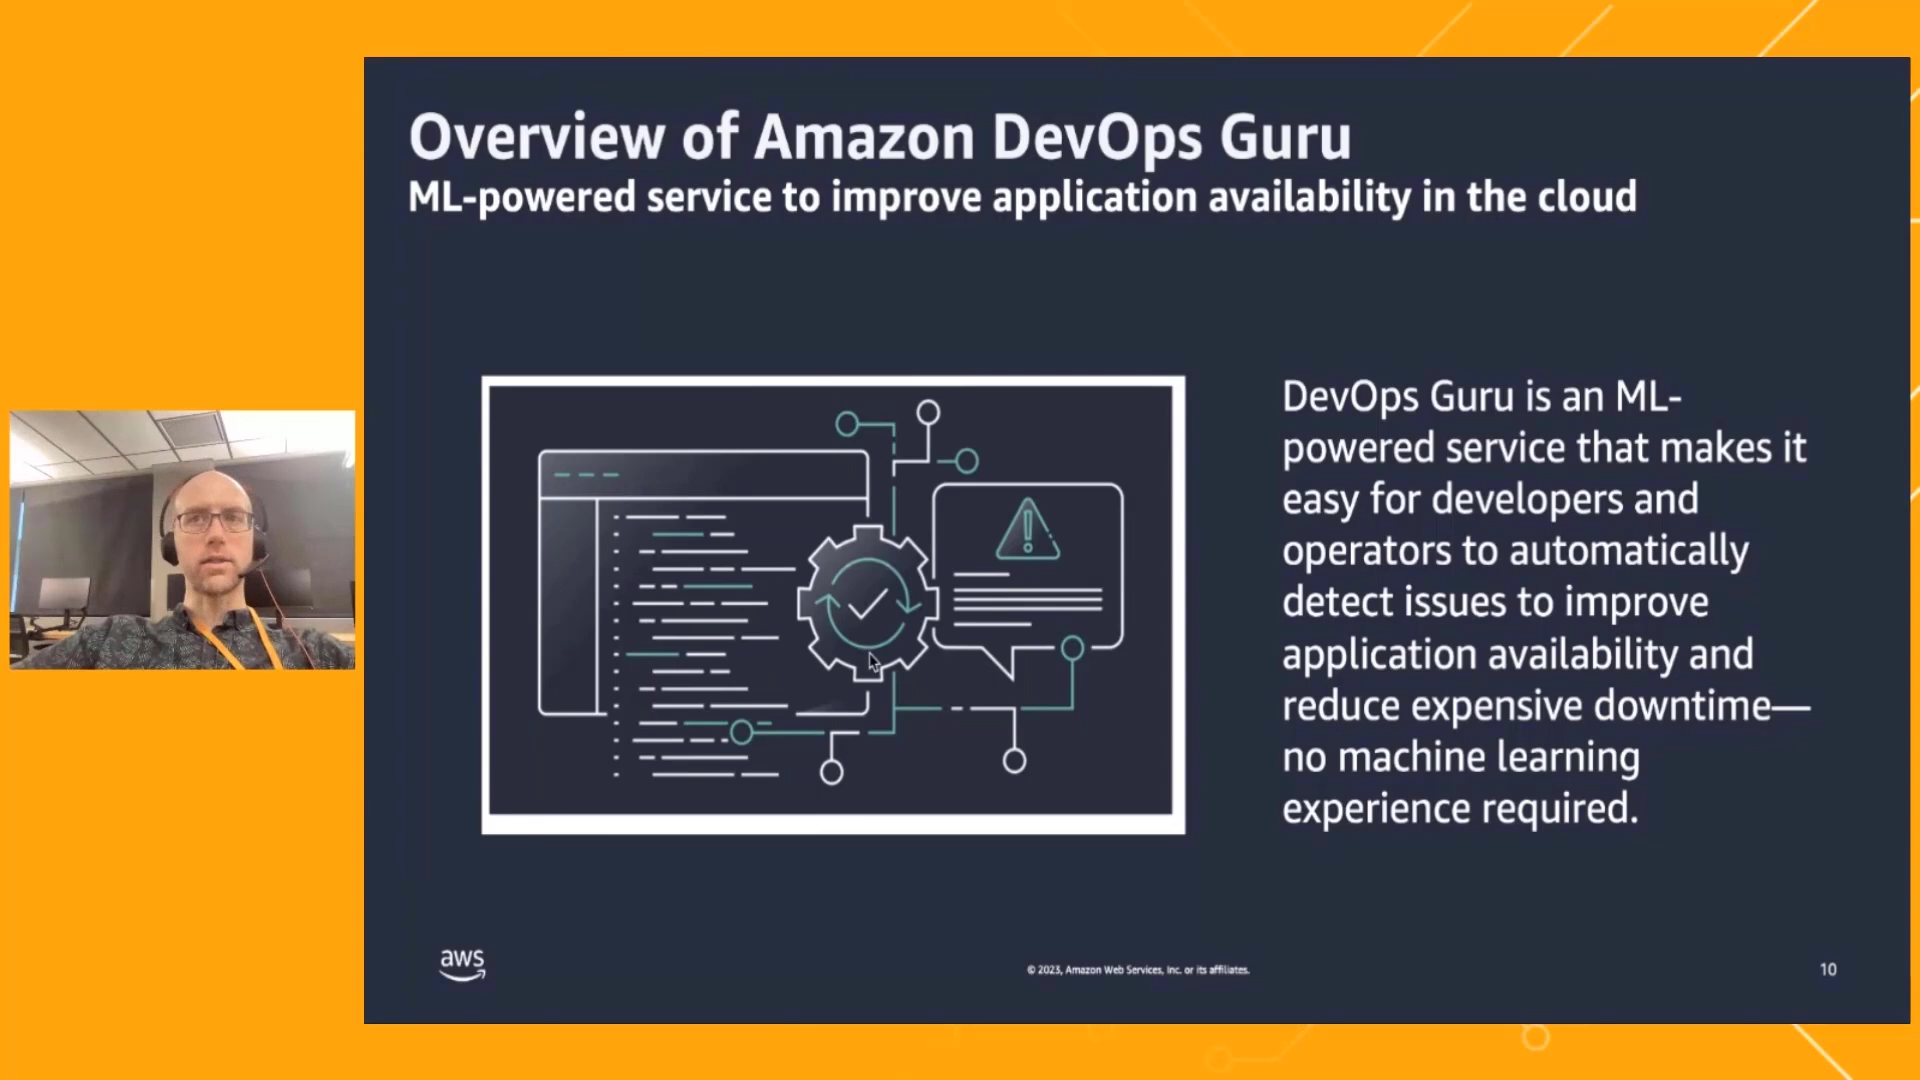 Overview of Amazon DevOps Guru
ML-powered service to improve application availability in the cloud
DevOps Guru is an ML-
powered service that makes it
easy for developers and
operators to automatically
detect issues to improve
application availability and
reduce expensive downtime—
no machine learning
experience required.
aws
© 2023, Amazon Web Services, Inc. or its affiliates.
10